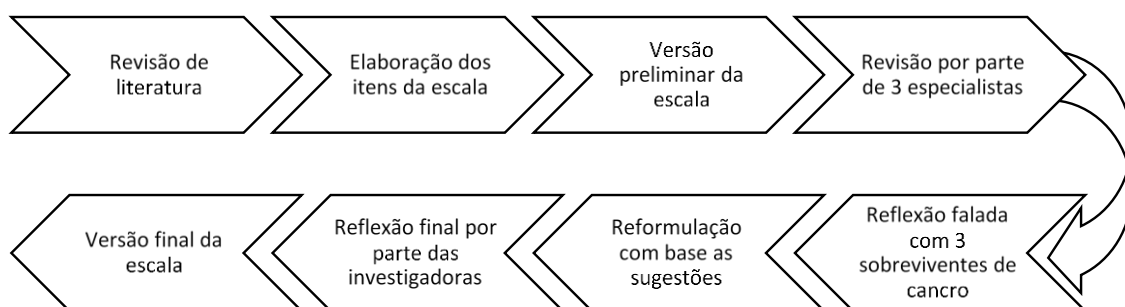 Revisão de
literatura
Elaboração dos
itens da escala
Versão
preliminar da
escala
Revisão por parte
de 3 especialistas
Reflexão falada
com 3
sobreviventes de
cancro
Reformulação
com base as
sugestões
Reflexão final por
parte das
investigadoras
Versão final da
escala